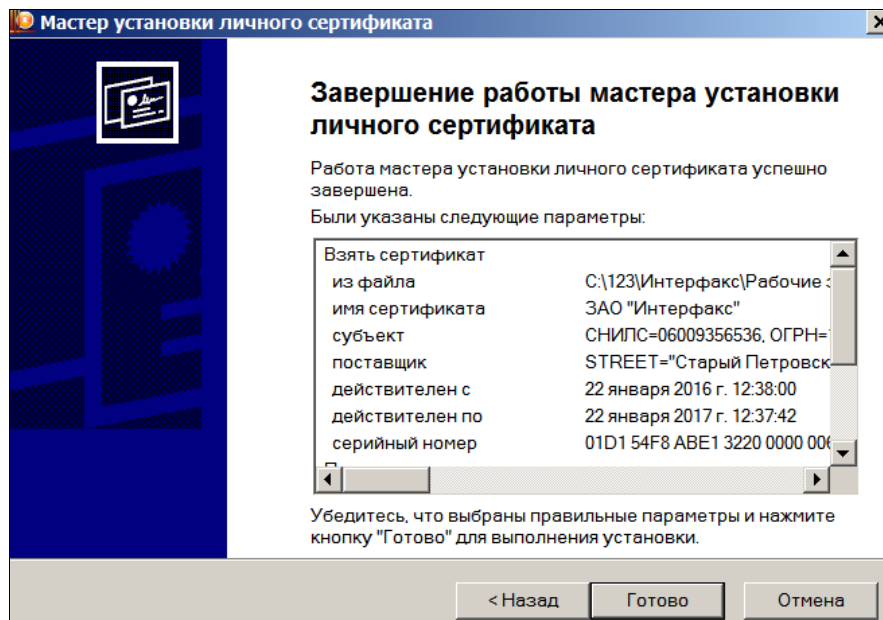 Мастер установки личного сертификата
Завершение работы мастера установки
личного сертификата
Работа мастера установки личного сертификата успешно
завершена.
Были указаны следующие параметры:
Взять сертификат
из файла C:\123\Интерфакс\Рабочие
имя сертификата ЗАО "Интерфакс"
субъект СНИЛС=06009356536, ОГРН=
поставщик STREET="Старый Петровск
действителен с 22 января 2016 г. 12:38:00
действителен по 22 января 2017 г. 12:37:42
серийный номер 01D1 54F8 ABE1 3220 0000 006
Убедитесь, что выбраны правильные параметры и нажмите
кнопку "Готово" для выполнения установки.
< Назад
Готово
Отмена